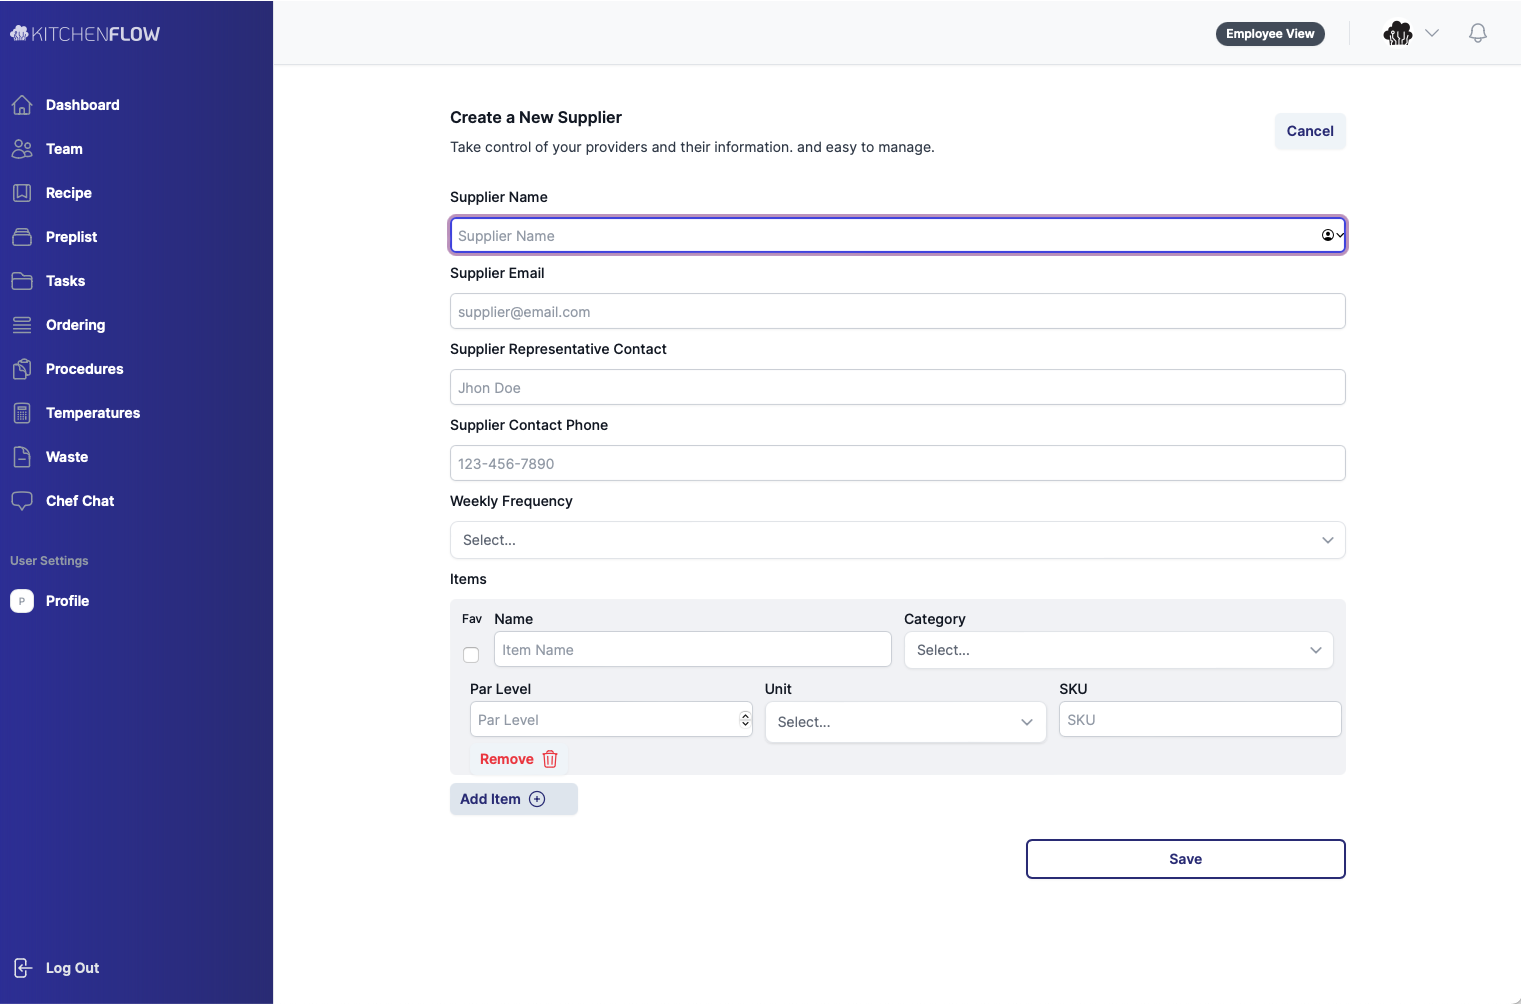 KITCHENFLOW
Employee View
Dashboard
Team
Recipe
Preplist
Tasks
Ordering
Procedures
Temperatures
Waste
Chef Chat
User Settings
P Profile
Log Out
Create a New Supplier
Cancel
Take control of your providers and their information. and easy to manage.
Supplier Name
Supplier Name
Supplier Email
supplier@email.com
Supplier Representative Contact
Jhon Doe
Supplier Contact Phone
123-456-7890
Weekly Frequency
Select...
Items
Fav Name Category
Item Name Select...
Par Level Unit SKU
Par Level Select... SKU
Remove
Add Item
Save